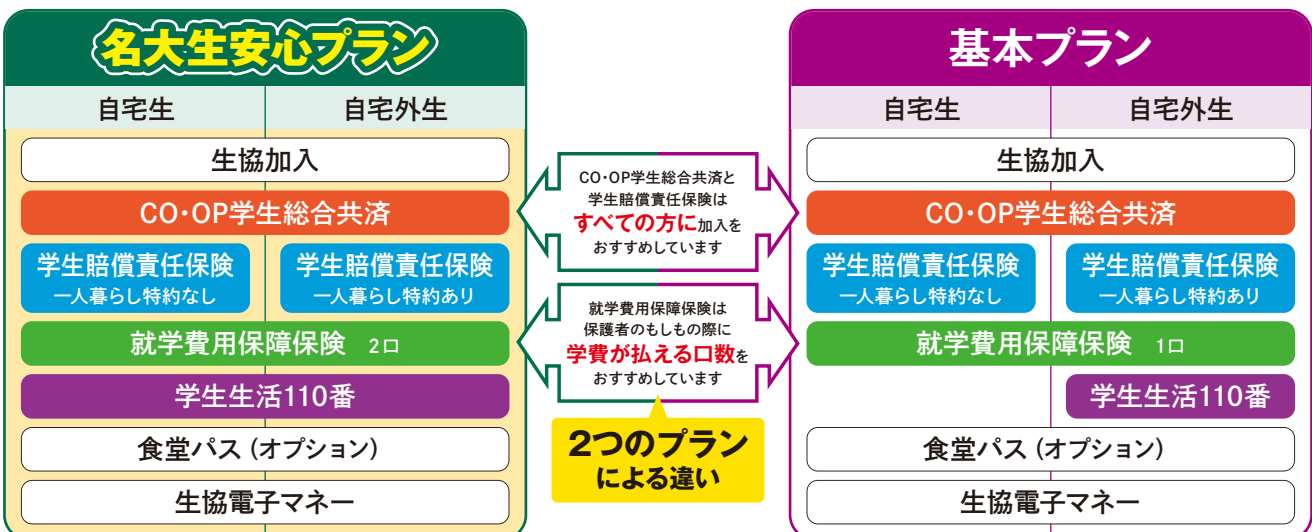 名大生安心プラン
自宅生
自宅外生
生協加入
CO・OP学生総合共済
学生賠償責任保険
一人暮らし特約なし
学生賠償責任保険
一人暮らし特約あり
就学費用保障保険 2口
学生生活110番
食堂パス(オプション)
生協電子マネー
CO・OP学生総合共済と
学生賠償責任保険は
すべての方に加入を
おすすめしています
就学費用保障保険は
保護者のもしもの際に
学費が払える口数を
おすすめしています
2つのプラン
による違い
基本プラン
自宅生
自宅外生
生協加入
CO・OP学生総合共済
学生賠償責任保険
一人暮らし特約なし
学生賠償責任保険
一人暮らし特約あり
就学費用保障保険 1口
学生生活110番
食堂パス(オプション)
生協電子マネー